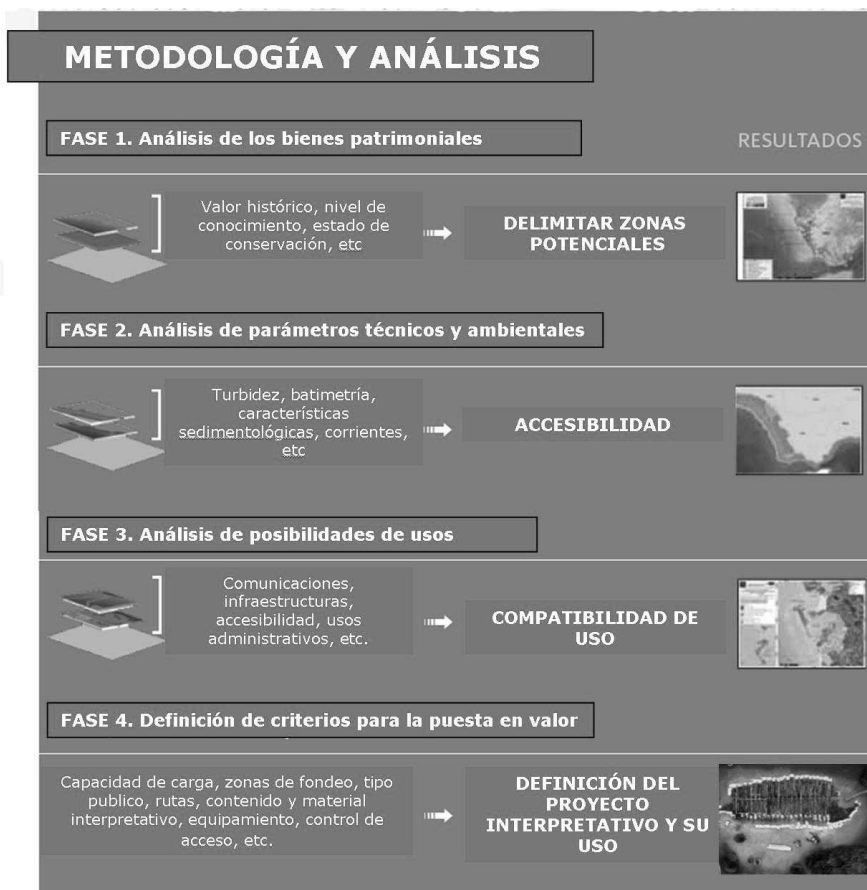 METODOLOGÍA Y ANÁLISIS
FASE 1. Análisis de los bienes patrimoniales
RESULTADOS
Valor histórico, nivel de
conocimiento, estado de
conservación, etc
DELIMITAR ZONAS
POTENCIALES
FASE 2. Análisis de parámetros técnicos y ambientales
Turbidez, batimetría,
características
sedimentológicas, corrientes,
etc
ACCESIBILIDAD
FASE 3. Análisis de posibilidades de usos
Comunicaciones,
infraestructuras,
accesibilidad, usos
administrativos, etc.
COMPATIBILIDAD DE
USO
FASE 4. Definición de criterios para la puesta en valor
Capacidad de carga, zonas de fondeo, tipo
publico, rutas, contenido y material
interpretativo, equipamiento, control de
acceso, etc.
DEFINICIÓN DEL
PROYECTO
INTERPRETATIVO Y SU
USO